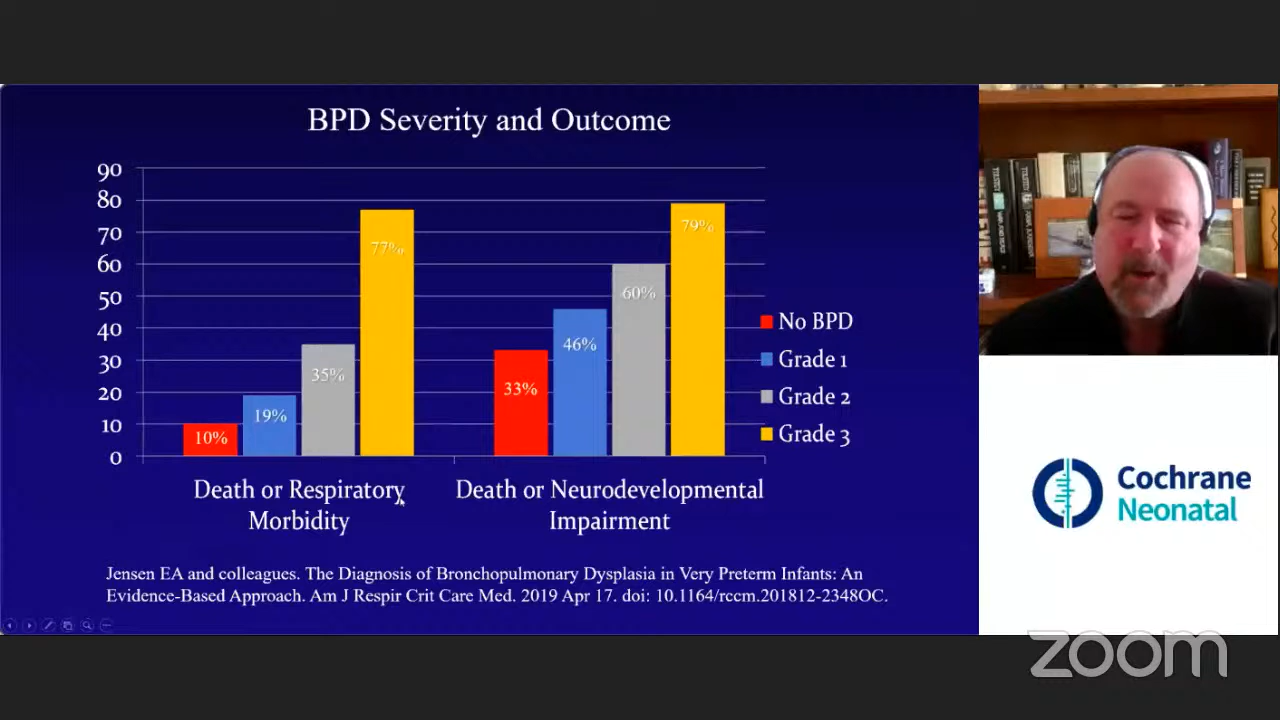 BPD Severity and Outcome
90
80
70
60
50
40
30
20
10
0
10%
19%
35%
77%
33%
46%
60%
79%
No BPD
Grade 1
Grade 2
Grade 3
Death or Respiratory
Morbidity
Death or Neurodevelopmental
Impairment
Jensen EA and colleagues. The Diagnosis of Bronchopulmonary Dysplasia in Very Preterm Infants: An
Evidence-Based Approach. Am J Respir Crit Care Med. 2019 Apr 17. doi: 10.1164/rccm.201812-2348OC.
Cochrane
Neonatal
zoom